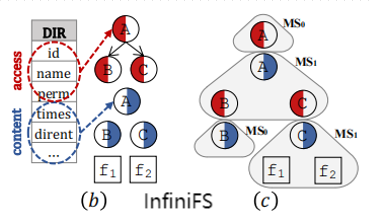 DIR
id
name
perm
times
dirent
...
access
content
A
B C
A
B C
f1 f2
(b)
InfiniFS
MS0
A
A
MS1
B C
B MS0 C MS1
f1 f2
(c)